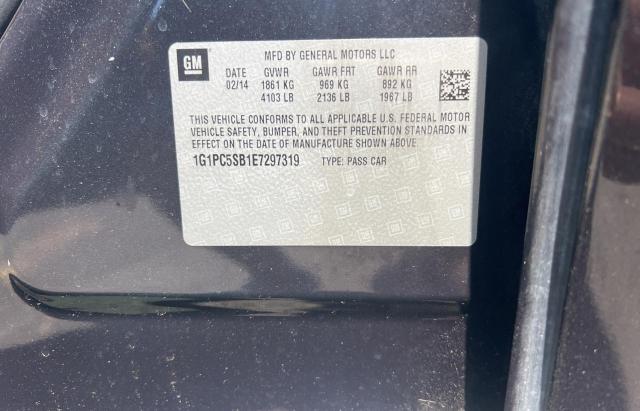 GM
MFD BY GENERAL MOTORS LLC
DATE GVWR GAWR FRT GAWR RR
02/14 1861 KG 969 KG 892 KG
4103 LB 2136 LB 1967 LB
THIS VEHICLE CONFORMS TO ALL APPLICABLE U.S. FEDERAL MOTOR
VEHICLE SAFETY, BUMPER, AND THEFT PREVENTION STANDARDS IN
EFFECT ON THE DATE OF MANUFACTURE SHOWN ABOVE.
1G1PC5SB1E7297319 TYPE: PASS CAR